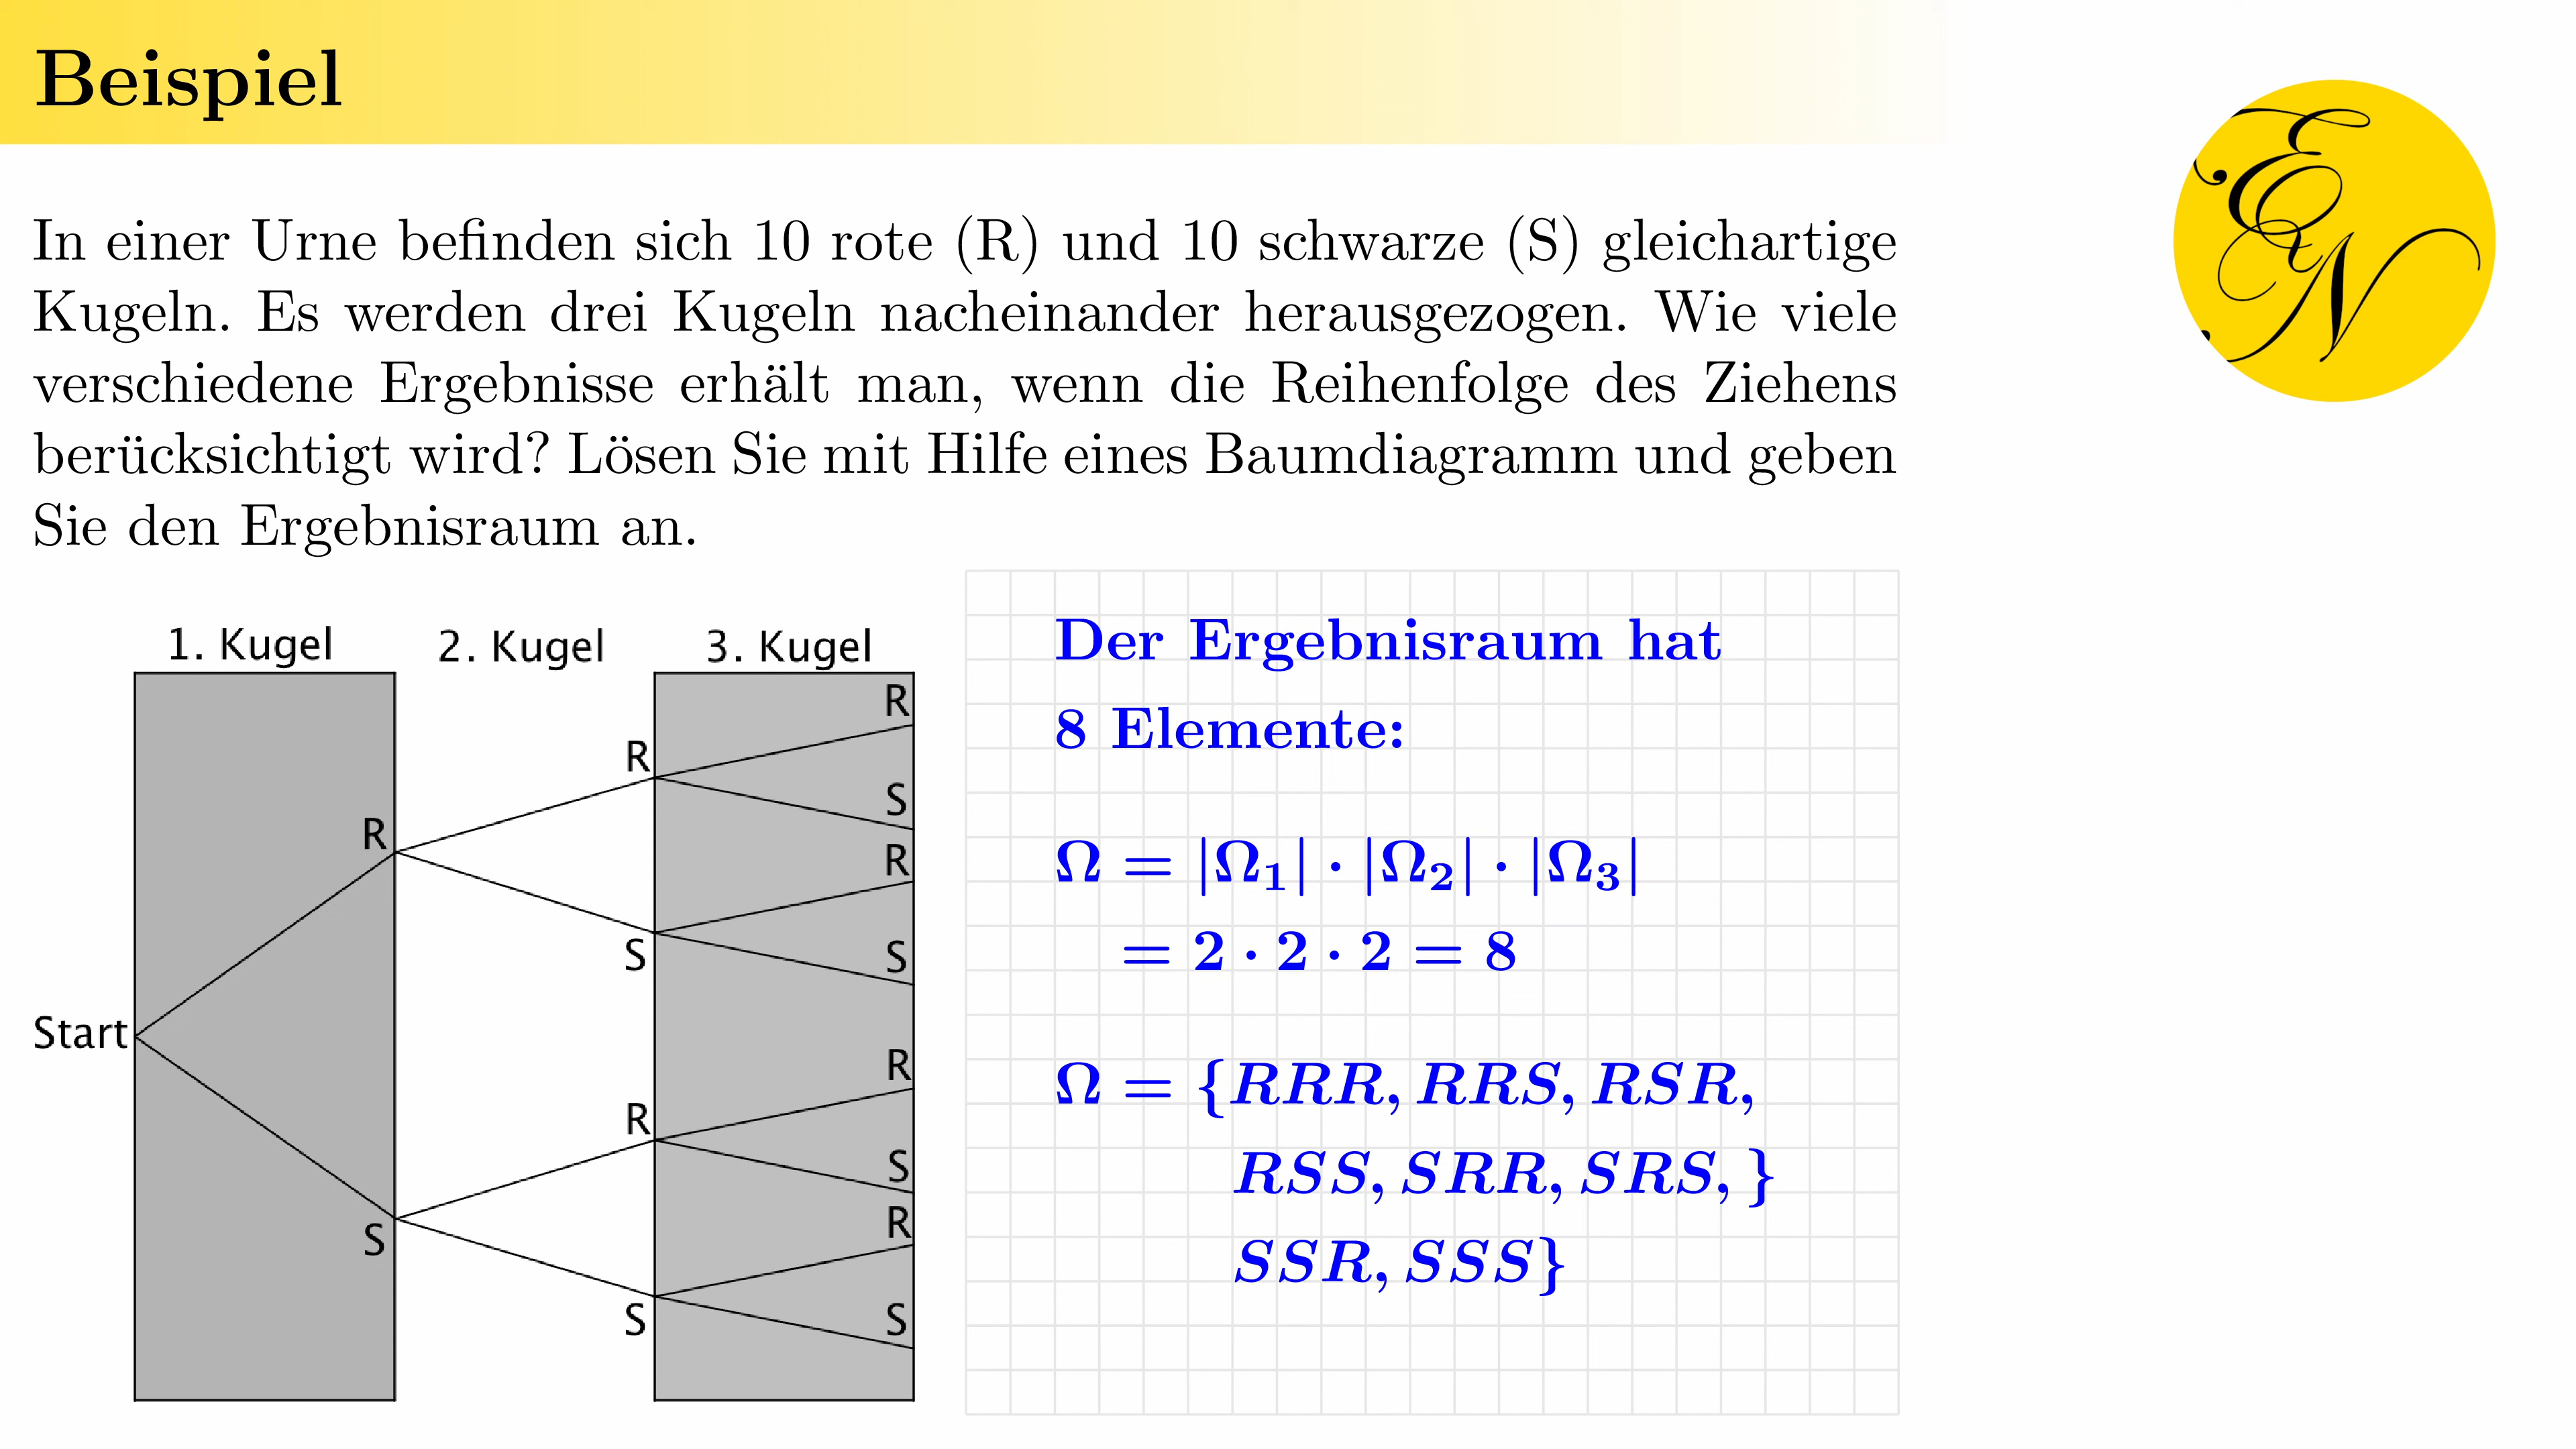 Beispiel
In einer Urne befinden sich 10 rote (R) und 10 schwarze (S) gleichartige
Kugeln. Es werden drei Kugeln nacheinander herausgezogen. Wie viele
verschiedene Ergebnisse erhält man, wenn die Reihenfolge des Ziehens
berücksichtigt wird? Lösen Sie mit Hilfe eines Baumdiagramm und geben
Sie den Ergebnisraum an.
1. Kugel
2. Kugel
3. Kugel
Start
R
S
R
S
R
S
R
S
R
S
R
S
R
S
Der Ergebnisraum hat
8 Elemente:
Ω = |Ω₁| · |Ω₂| · |Ω₃|
= 2 · 2 · 2 = 8
Ω = {RRR, RRS, RSR,
RSS, SRR, SRS, }
SSR, SSS}